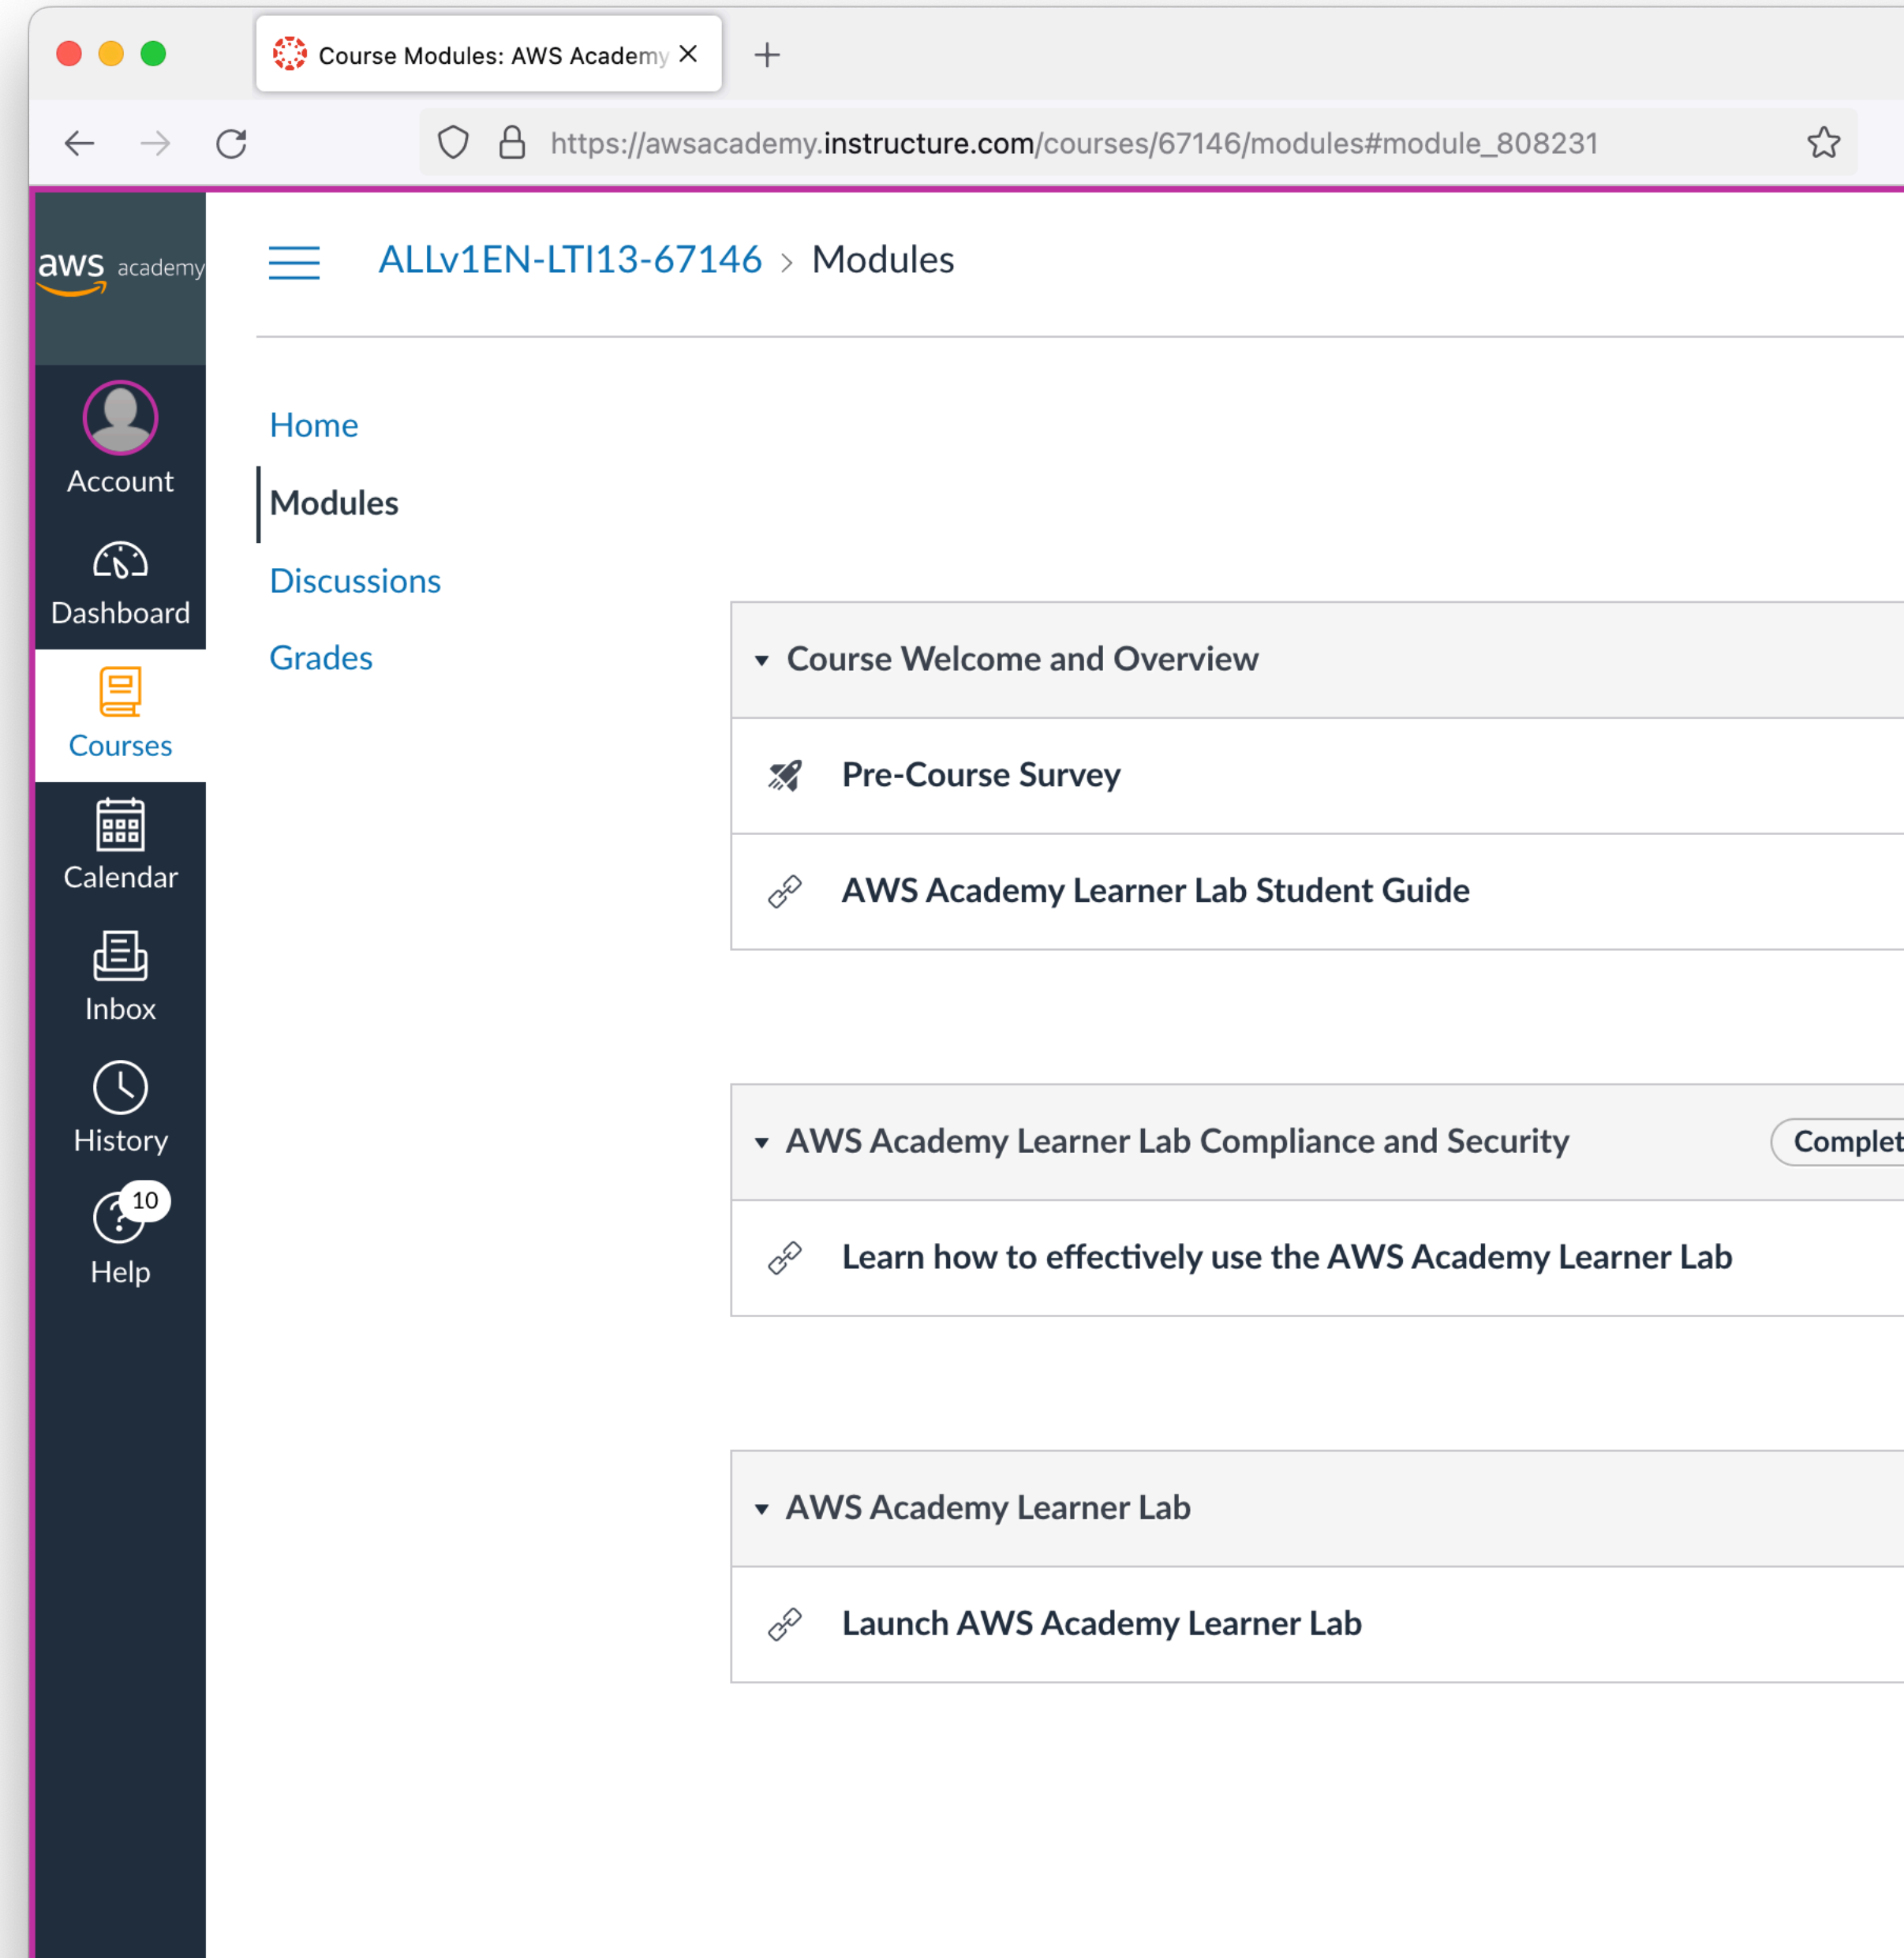 Course Modules: AWS Academy
https://awsacademy.instructure.com/courses/67146/modules#module_808231
aws academy
ALLv1EN-LTI13-67146 > Modules
Account
Dashboard
Courses
Calendar
Inbox
History
10
Help
Home
Modules
Discussions
Grades
Course Welcome and Overview
Pre-Course Survey
AWS Academy Learner Lab Student Guide
AWS Academy Learner Lab Compliance and Security
Complet
Learn how to effectively use the AWS Academy Learner Lab
AWS Academy Learner Lab
Launch AWS Academy Learner Lab